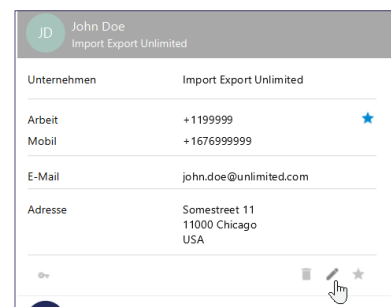 JD
John Doe
Import Export Unlimited
Unternehmen Import Export Unlimited
Arbeit +1199999
Mobil +1676999999
E-Mail john.doe@unlimited.com
Adresse Somestreet 11
11000 Chicago
USA